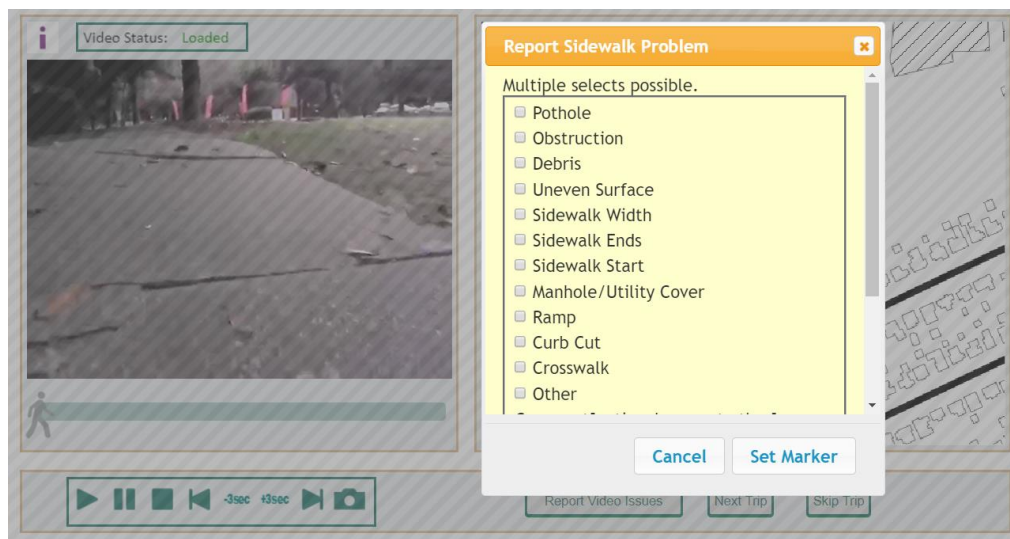 i
Video Status: Loaded
Report Sidewalk Problem
Multiple selects possible.
Pothole
Obstruction
Debris
Uneven Surface
Sidewalk Width
Sidewalk Ends
Sidewalk Start
Manhole/Utility Cover
Ramp
Curb Cut
Crosswalk
Other
Cancel
Set Marker
-3sec +3sec
Report Video Issues
Next Trip
Skip Trip